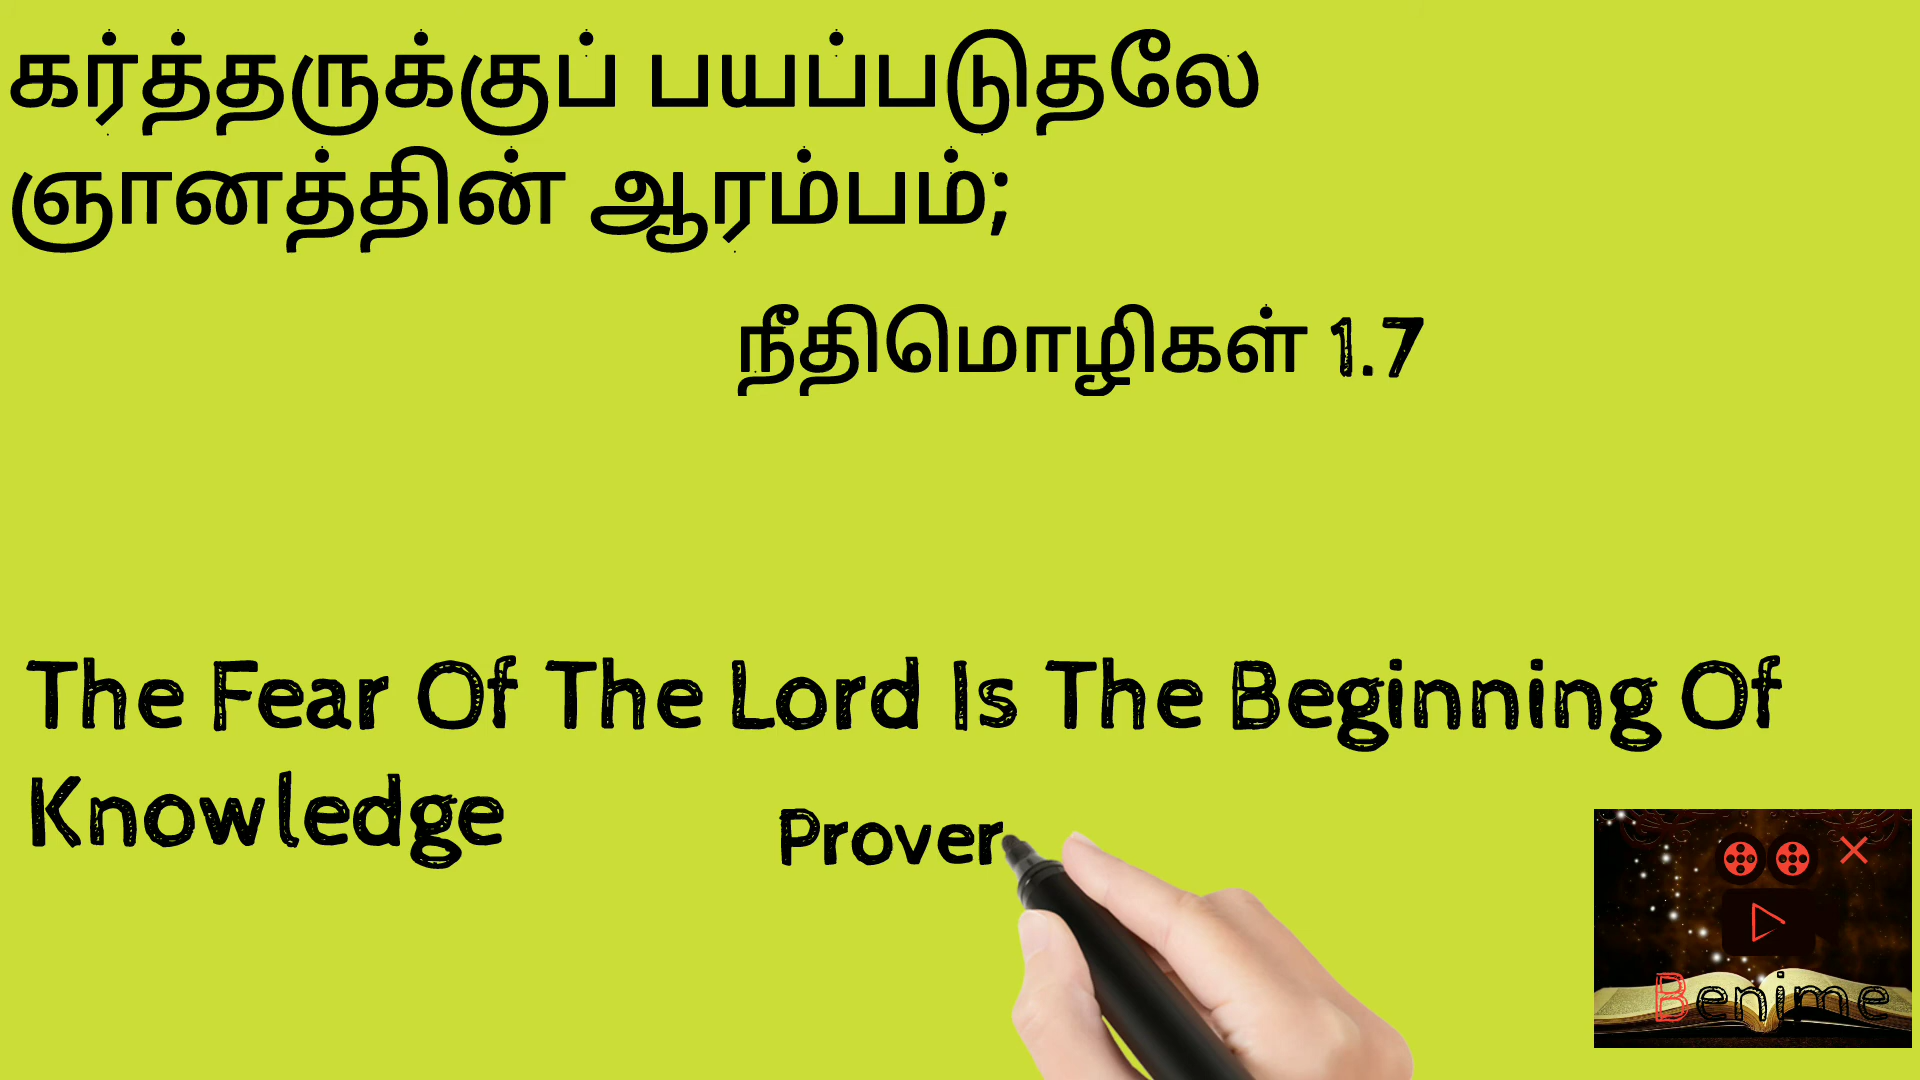 கர்த்தருக்குப் பயப்படுதலே
ஞானத்தின் ஆரம்பம்;
நீதிமொழிகள் 1.7
The Fear Of The Lord Is The Beginning Of
Knowledge
Prover
Benime